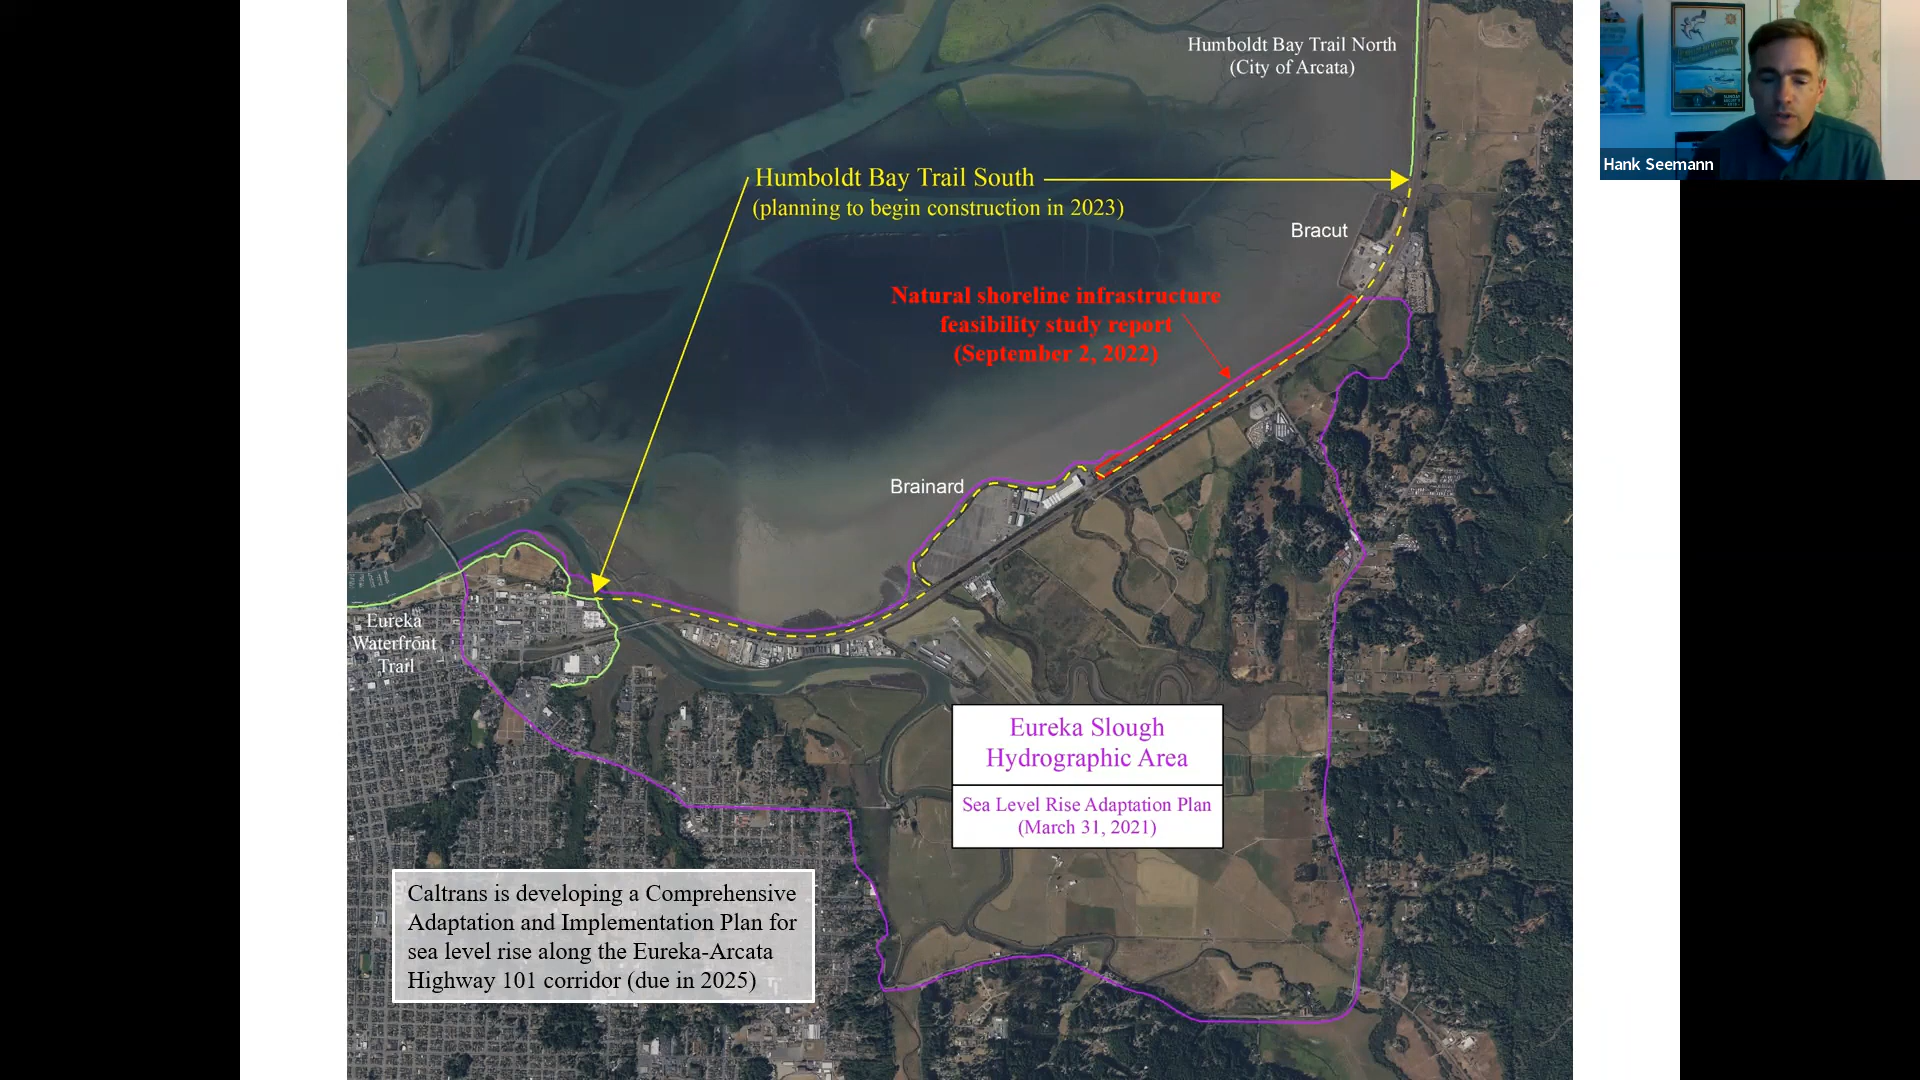 Humboldt Bay Trail North
(City of Arcata)
Humboldt Bay Trail South
(planning to begin construction in 2023)
Bracut
Natural shoreline infrastructure
feasibility study report
(September 2, 2022)
Brainard
Eureka
Waterfront
Trail
Eureka Slough
Hydrographic Area
Sea Level Rise Adaptation Plan
(March 31, 2021)
Caltrans is developing a Comprehensive
Adaptation and Implementation Plan for
sea level rise along the Eureka-Arcata
Highway 101 corridor (due in 2025)
Hank Seemann